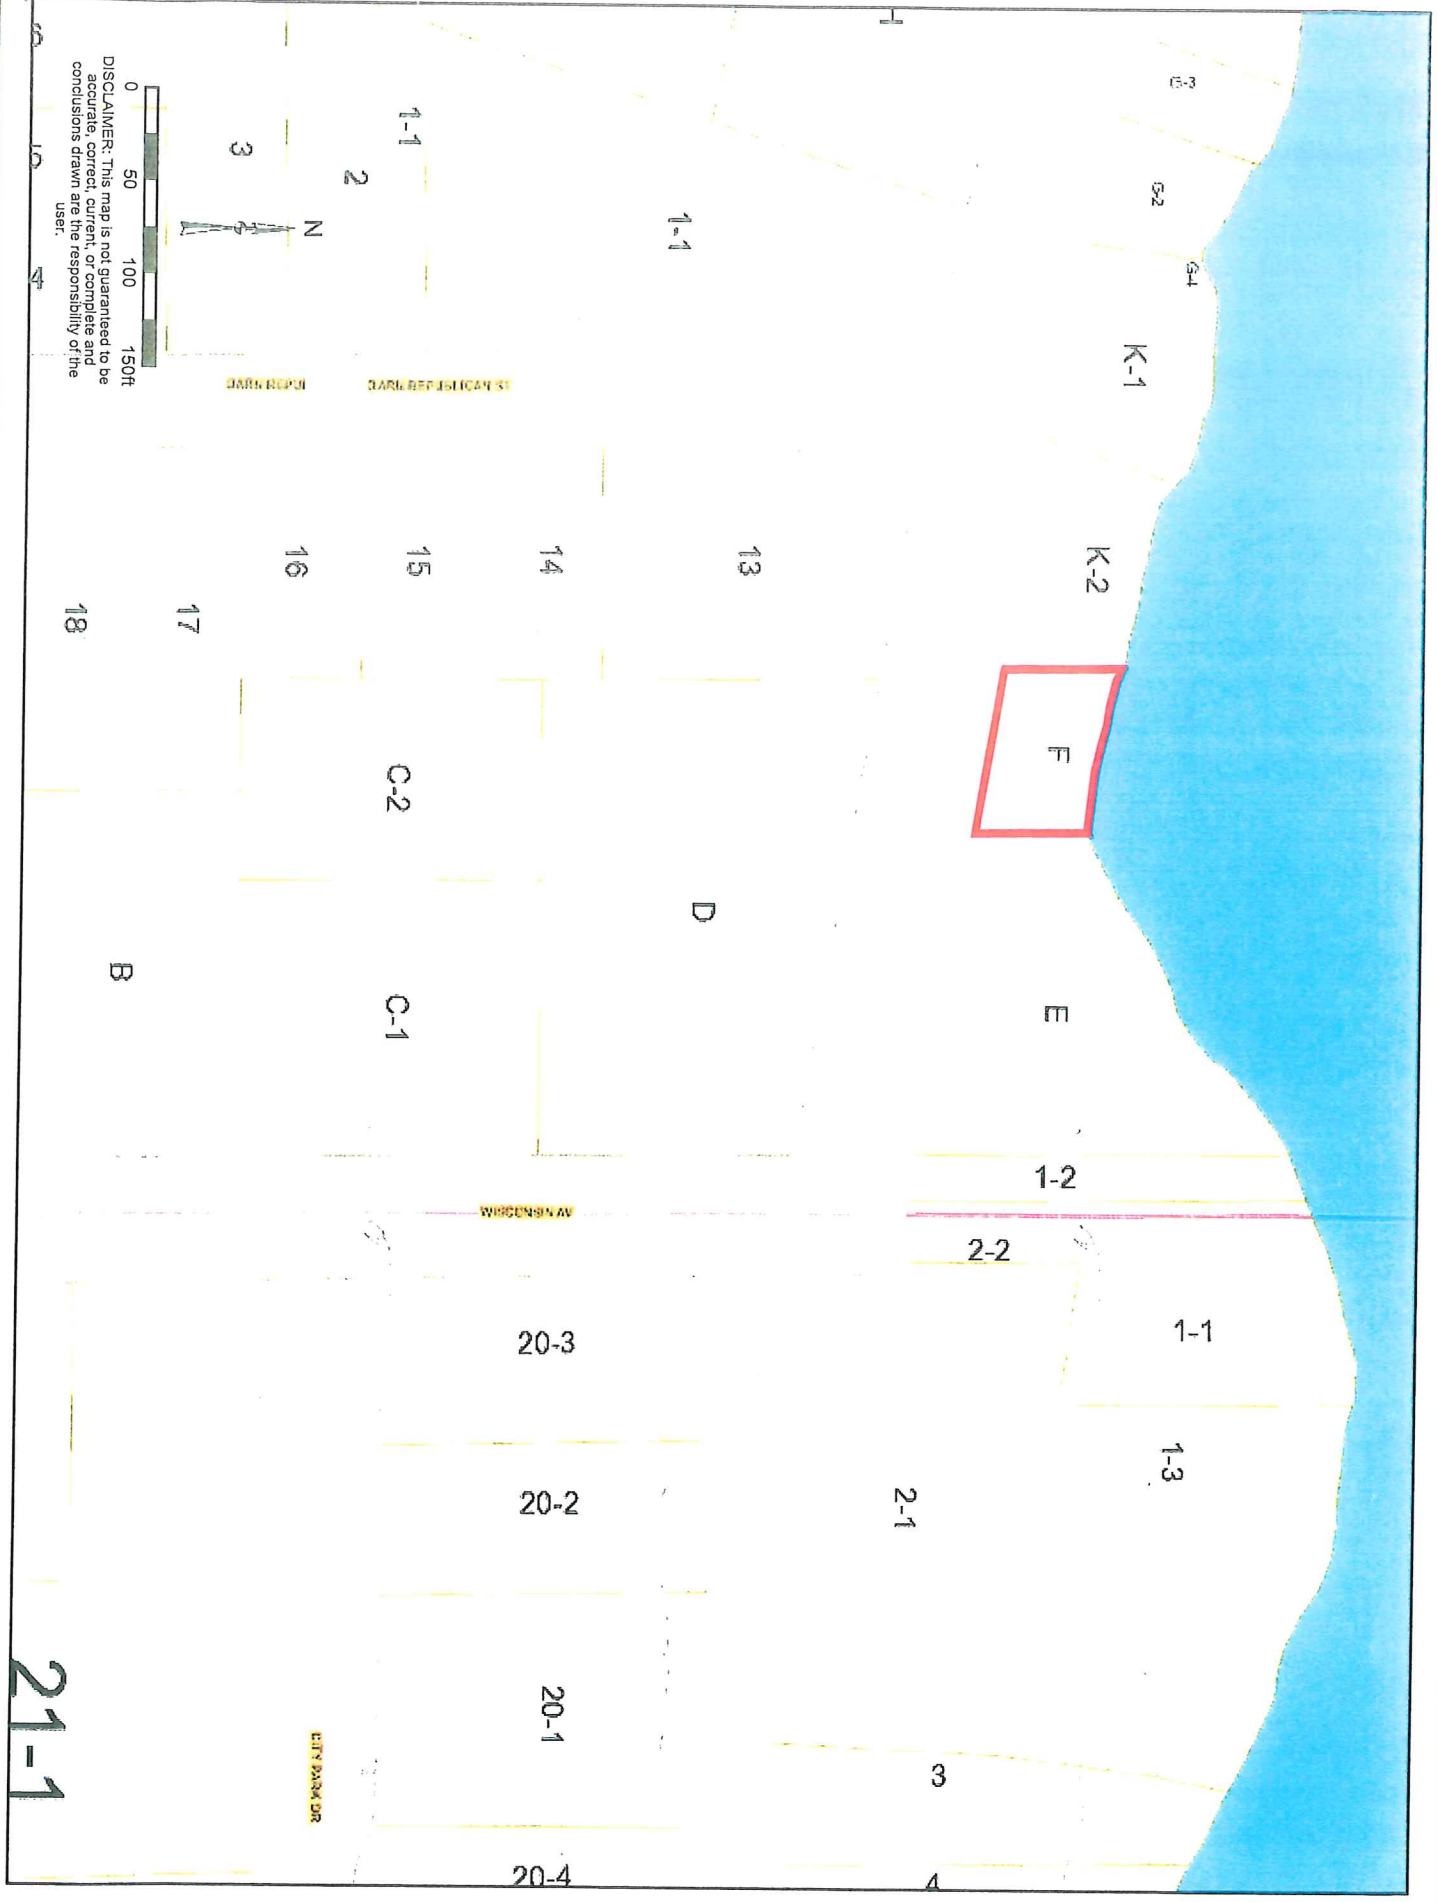 G-3
G-2
G-4
K-1
K-2
F
E
1-2
2-2
1-1
1-3
2-1
3
4
1-1
13
D
14
15
16
17
18
C-2
C-1
B
WISCONSIN AV
20-3
20-2
20-1
20-4
CITY PARK DR
21-1
1-1
2
3
N
0 50 100 150ft
DISCLAIMER: This map is not guaranteed to be
accurate, correct, current, or complete and
conclusions drawn are the responsibility of the
user.
4